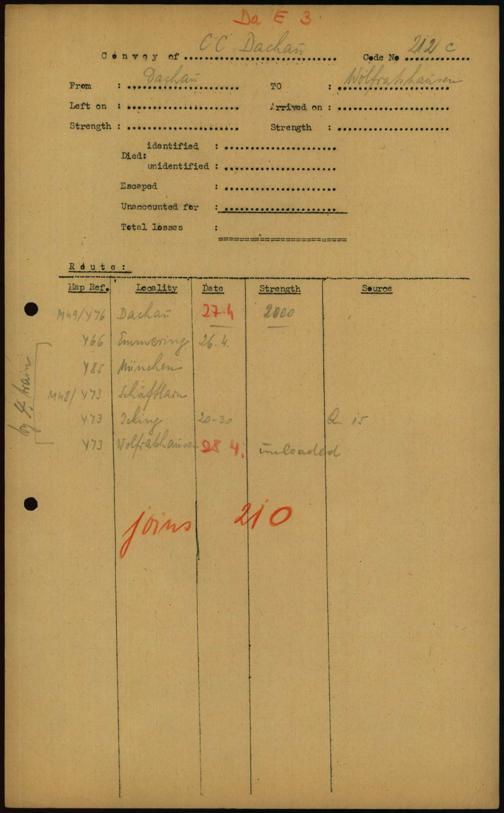 Da E 3
Convoy of CC Dachau Code No 212 c
From : Dachau TO : Wolfratshausen
Left on : Arrived on :
Strength : Strength :
identified :
Died:
unidentified :
Escaped :
Unaccounted for :
Total losses :
Route:
Map Ref. Locality Date Strength Source
M49/Y76 Dachau 27.4 2000
Y66 Emmering 26.4.
Y85 München
M48/Y73 Schäftlarn
Y73 Icking 20-30 Q 15
Y73 Wolfratshausen 28 4. unloaded
by train
joins 210